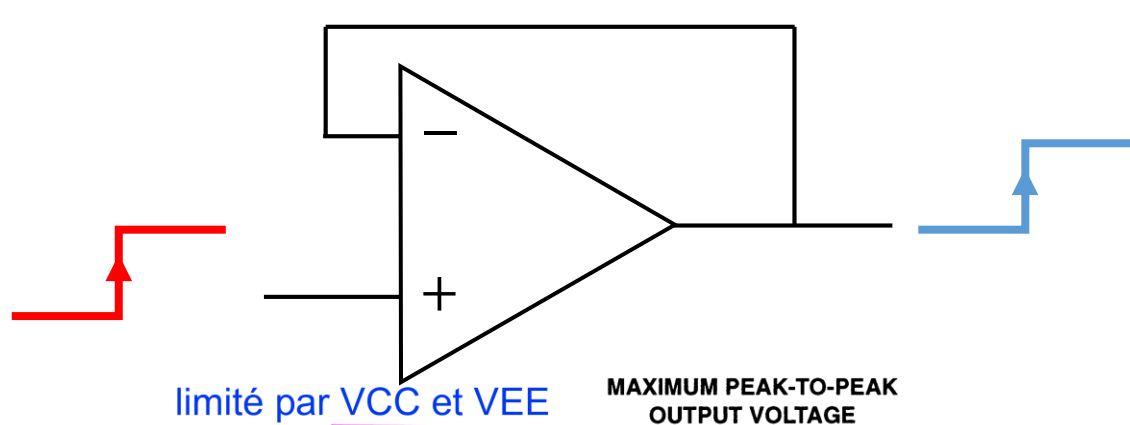 −
+
limité par VCC et VEE
MAXIMUM PEAK-TO-PEAK
OUTPUT VOLTAGE